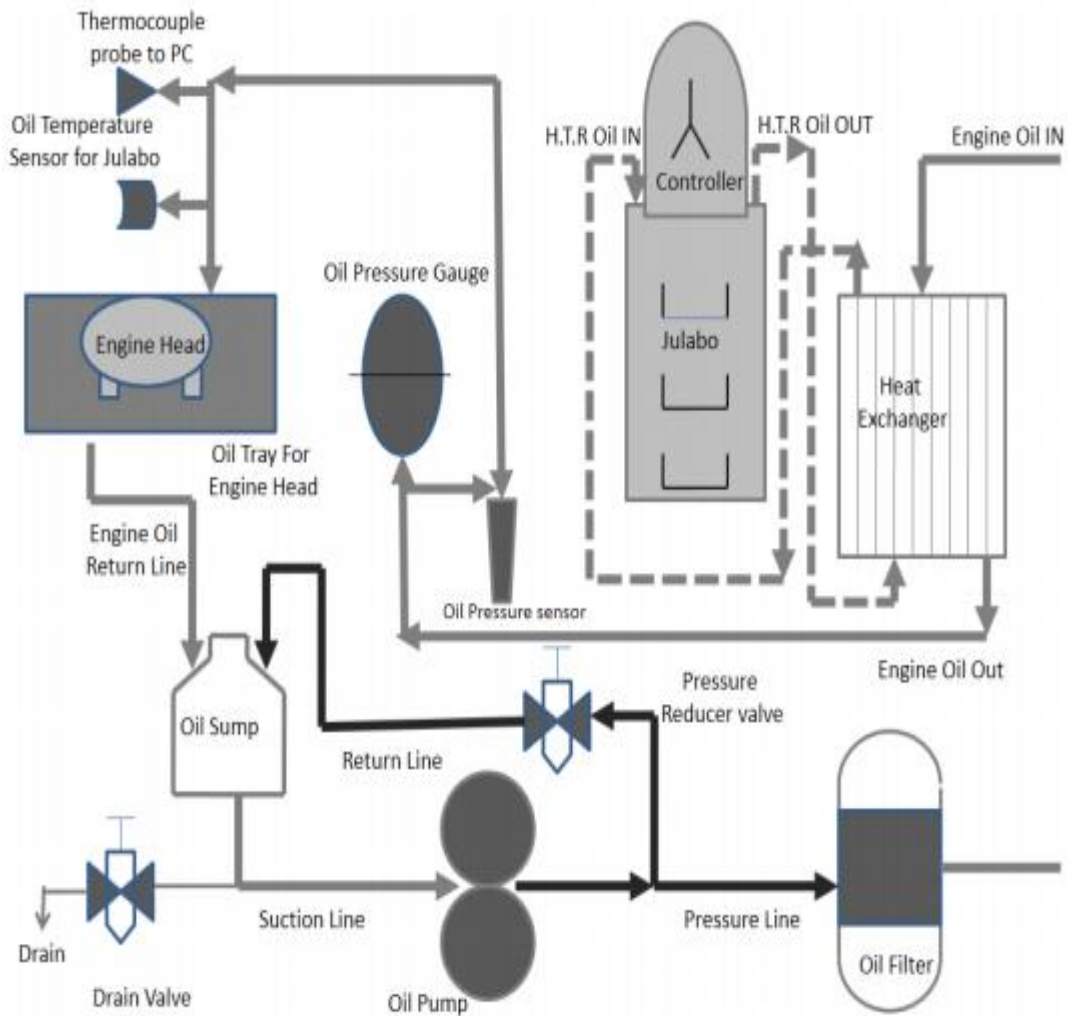 Thermocouple
probe to PC
Oil Temperature
Sensor for Julabo
H.T.R Oil IN
H.T.R Oil OUT
Engine Oil IN
Controller
Oil Pressure Gauge
Engine Head
Julabo
Heat
Exchanger
Oil Tray For
Engine Head
Engine Oil
Return Line
Oil Pressure sensor
Engine Oil Out
Pressure
Reducer valve
Oil Sump
Return Line
Suction Line
Pressure Line
Drain
Drain Valve
Oil Pump
Oil Filter